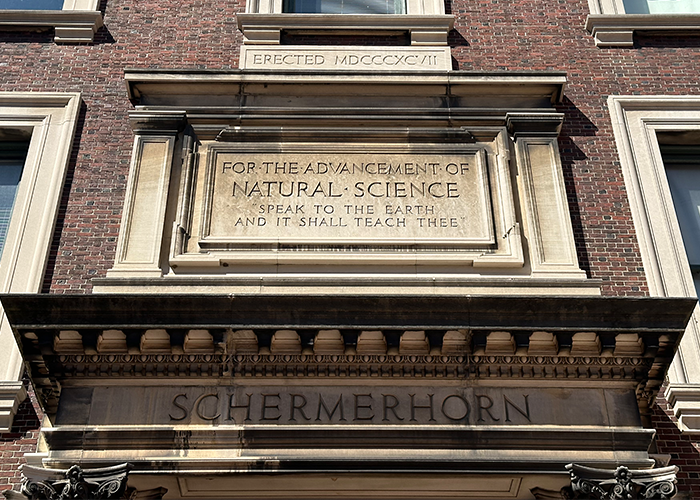 ERECTED MDCCCXCVII
FOR·THE·ADVANCEMENT·OF
NATURAL·SCIENCE
"SPEAK TO THE EARTH
AND IT SHALL TEACH THEE"
SCHERMERHORN